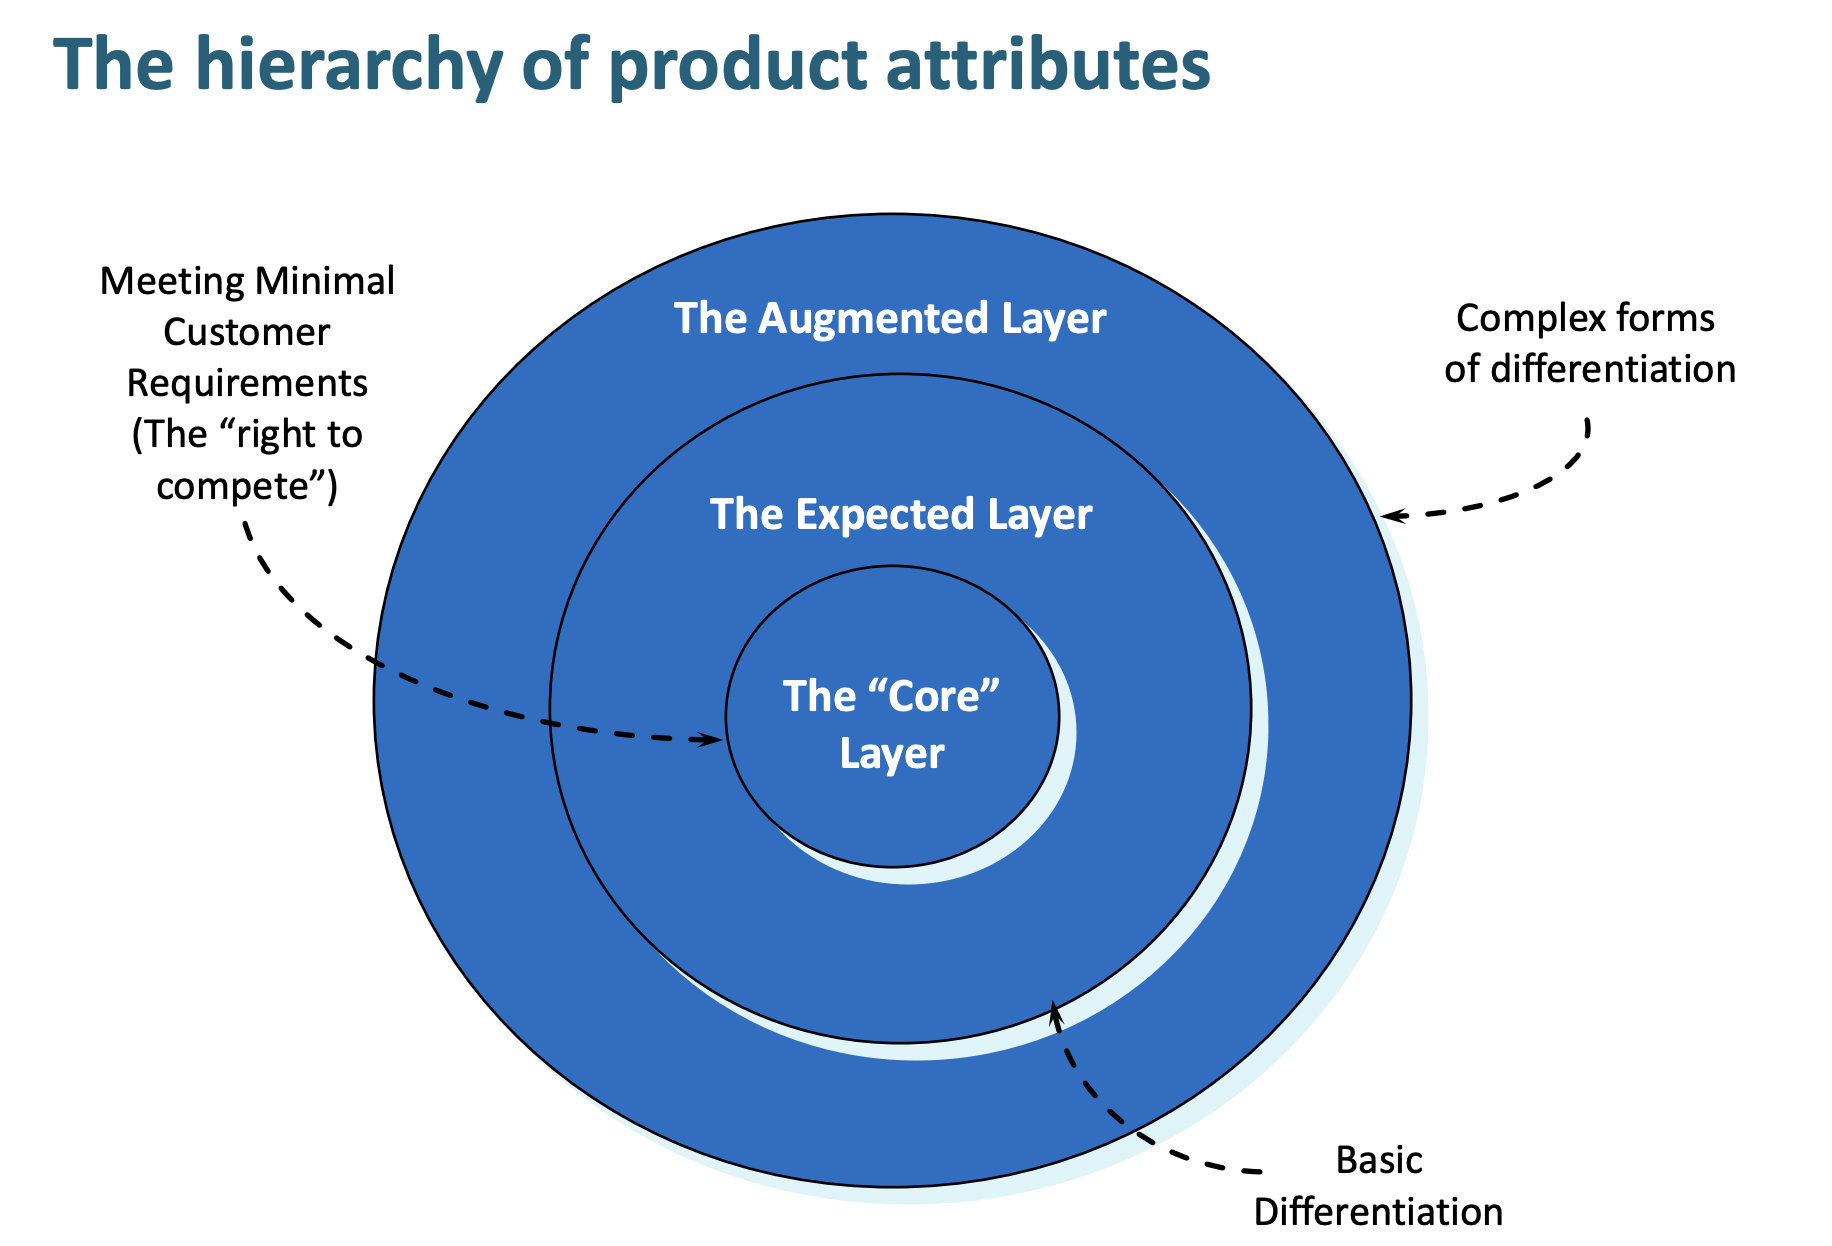 The hierarchy of product attributes
Meeting Minimal
Customer
Requirements
(The “right to
compete”)
The Augmented Layer
Complex forms
of differentiation
The Expected Layer
The “Core”
Layer
Basic
Differentiation